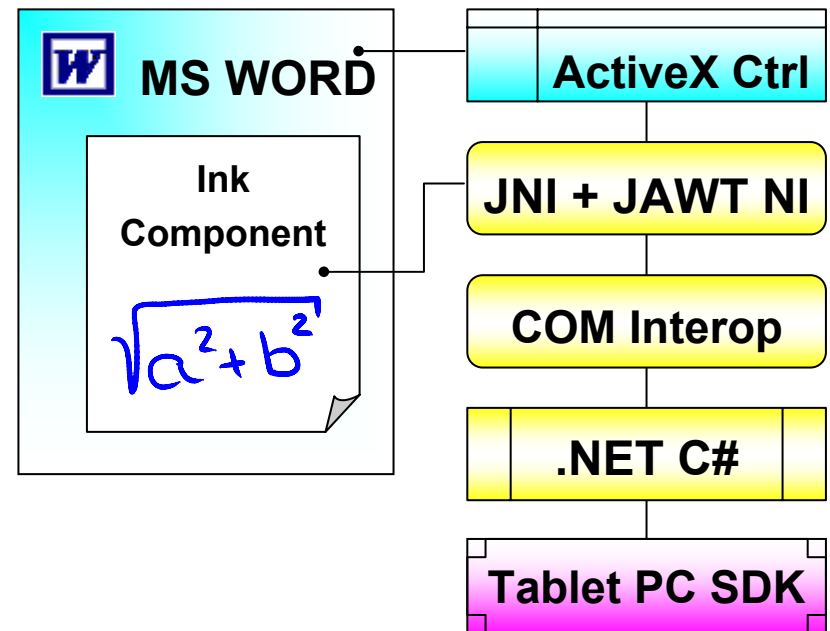 W MS WORD
Ink
Component
√a²+b²
ActiveX Ctrl
JNI + JAWT NI
COM Interop
.NET C#
Tablet PC SDK